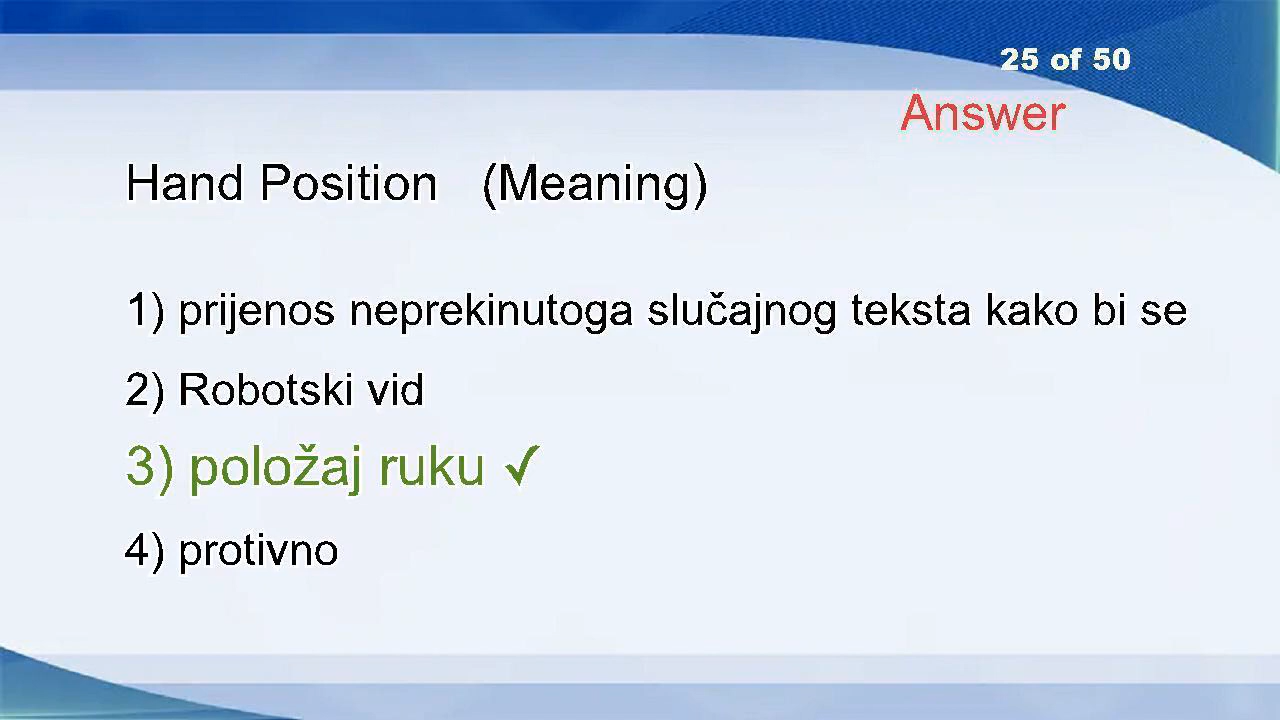 25 of 50
Answer
Hand Position (Meaning)
1) prijenos neprekinutoga slučajnog teksta kako bi se
2) Robotski vid
3) položaj ruku ✓
4) protivno